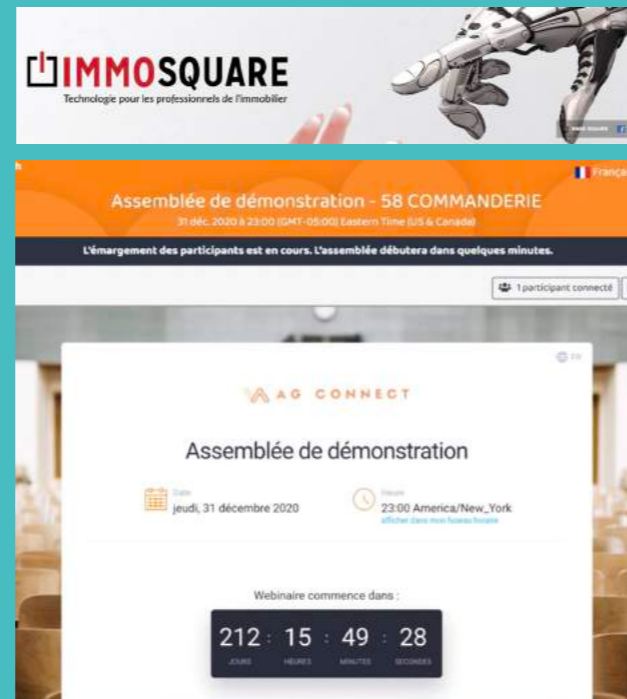 IMMOSQUARE
Technologie pour les professionnels de l'immobilier
Français
Assemblée de démonstration - 58 COMMANDERIE
31 déc. 2020 à 23:00 (GMT-05:00) Eastern Time (US & Canada)
L'émargement des participants est en cours. L'assemblée débutera dans quelques minutes.
1 participant connecté
FR
AG CONNECT
Assemblée de démonstration
Date
jeudi, 31 décembre 2020
Heure
23:00 America/New_York
afficher dans mon fuseau horaire
Webinaire commence dans :
212 : 15 : 49 : 28
JOURS HEURES MINUTES SECONDES